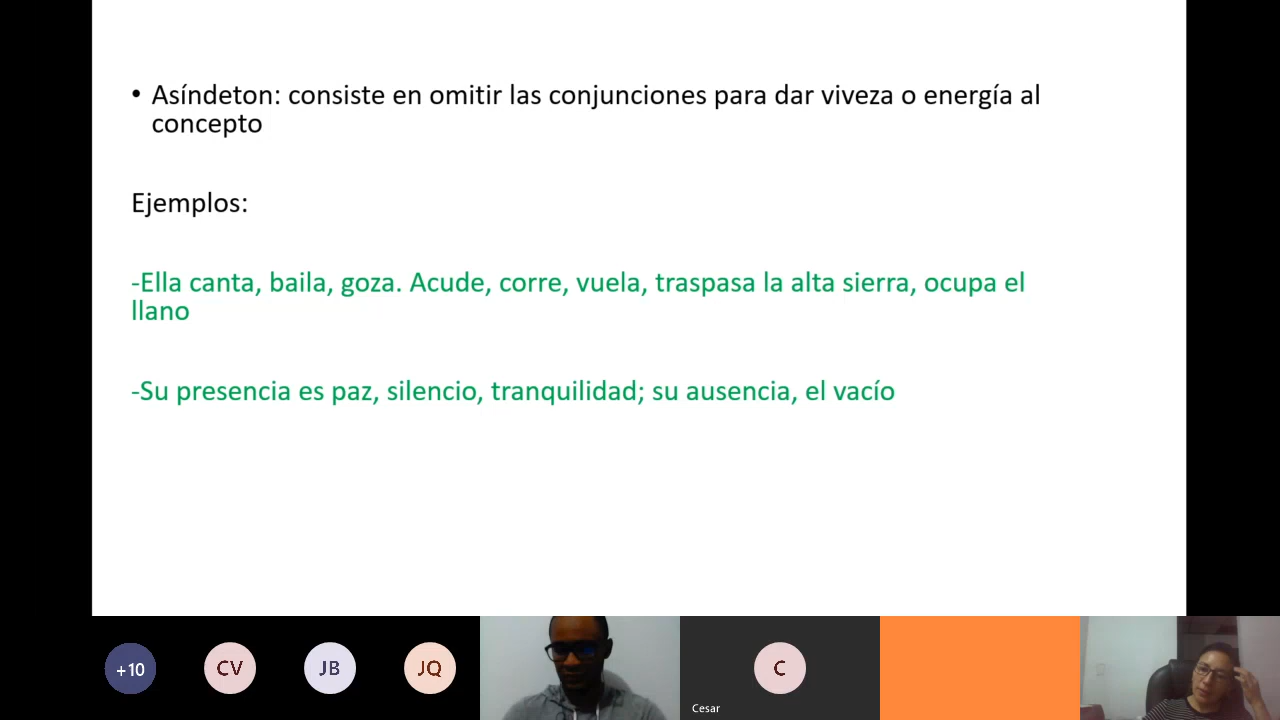 • Asíndeton: consiste en omitir las conjunciones para dar viveza o energía al
concepto
Ejemplos:
-Ella canta, baila, goza. Acude, corre, vuela, traspasa la alta sierra, ocupa el
llano
-Su presencia es paz, silencio, tranquilidad; su ausencia, el vacío
+10
CV
JB
JQ
C
Cesar